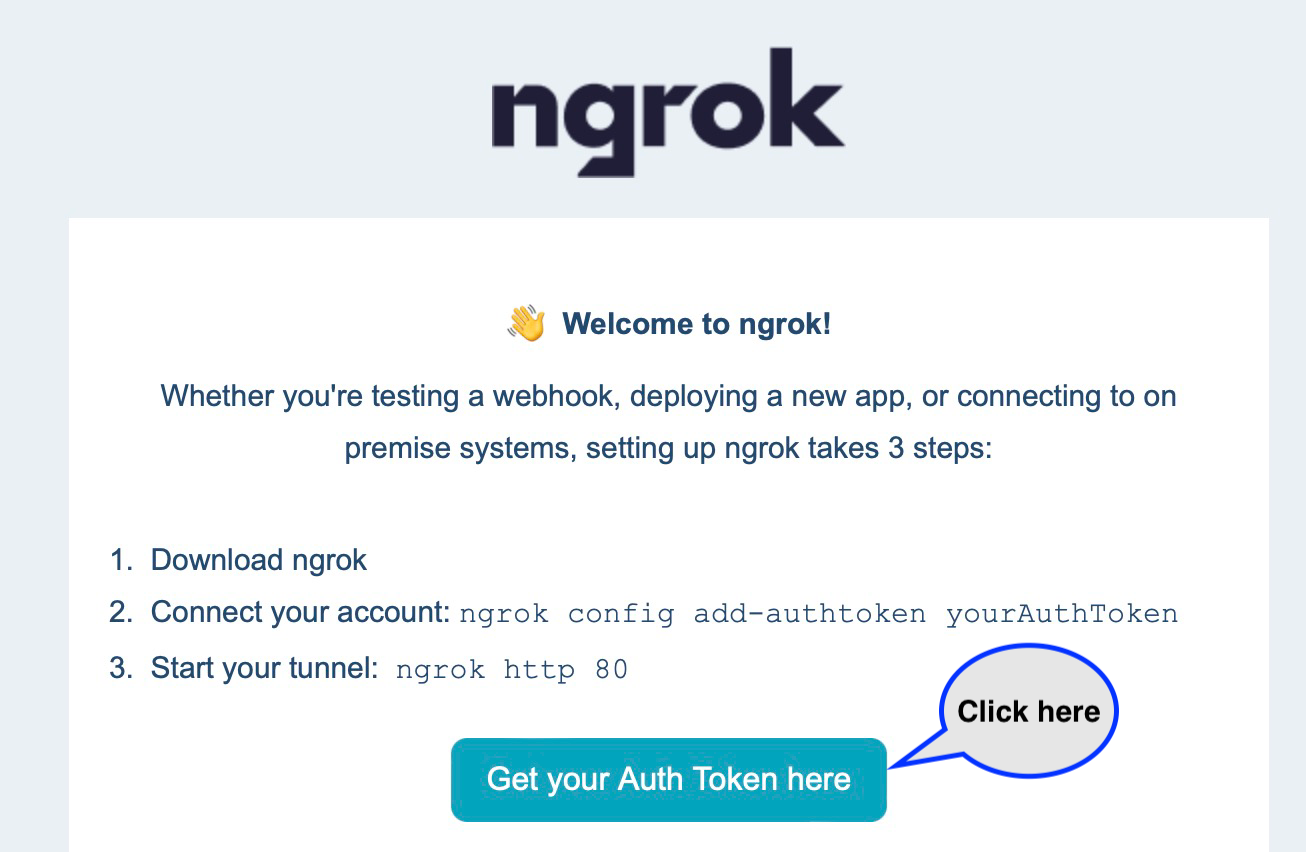 ngrok
👋 Welcome to ngrok!
Whether you're testing a webhook, deploying a new app, or connecting to on
premise systems, setting up ngrok takes 3 steps:
1. Download ngrok
2. Connect your account: ngrok config add-authtoken yourAuthToken
3. Start your tunnel: ngrok http 80
Click here
Get your Auth Token here